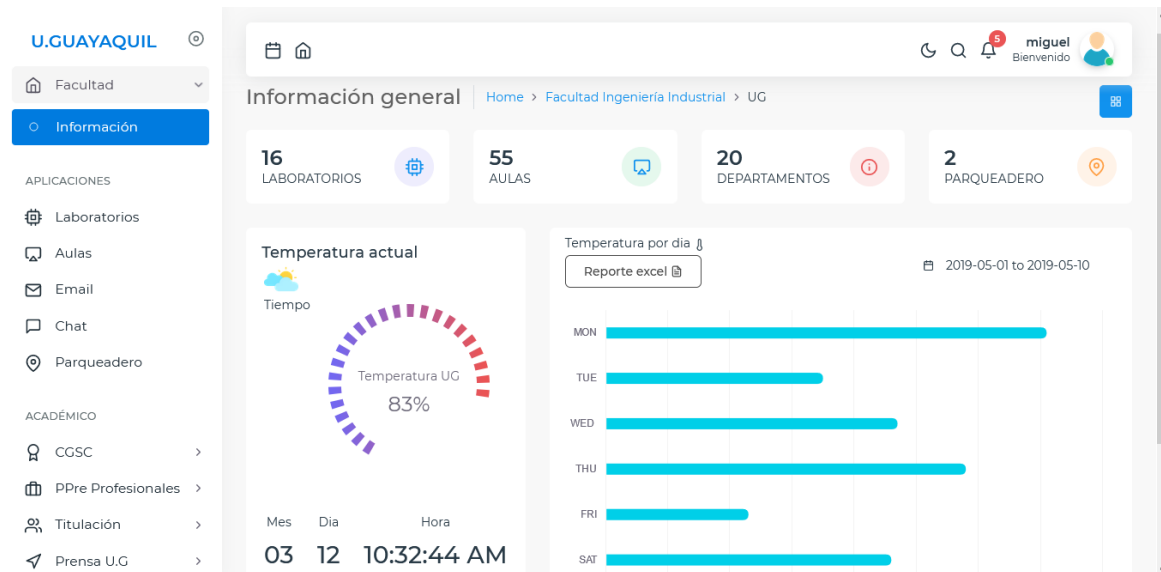 U.GUAYAQUIL
Facultad
Información
APLICACIONES
Laboratorios
Aulas
Email
Chat
Parqueadero
ACADÉMICO
CGSC
PPre Profesionales
Titulación
Prensa U.G
5
miguel
Bienvenido
Información general
Home > Facultad Ingeniería Industrial > UG
16
LABORATORIOS
55
AULAS
20
DEPARTAMENTOS
2
PARQUEADERO
Temperatura actual
Tiempo
Temperatura UG
83%
Mes Dia Hora
03 12 10:32:44 AM
Temperatura por dia
Reporte excel
2019-05-01 to 2019-05-10
MON
TUE
WED
THU
FRI
SAT